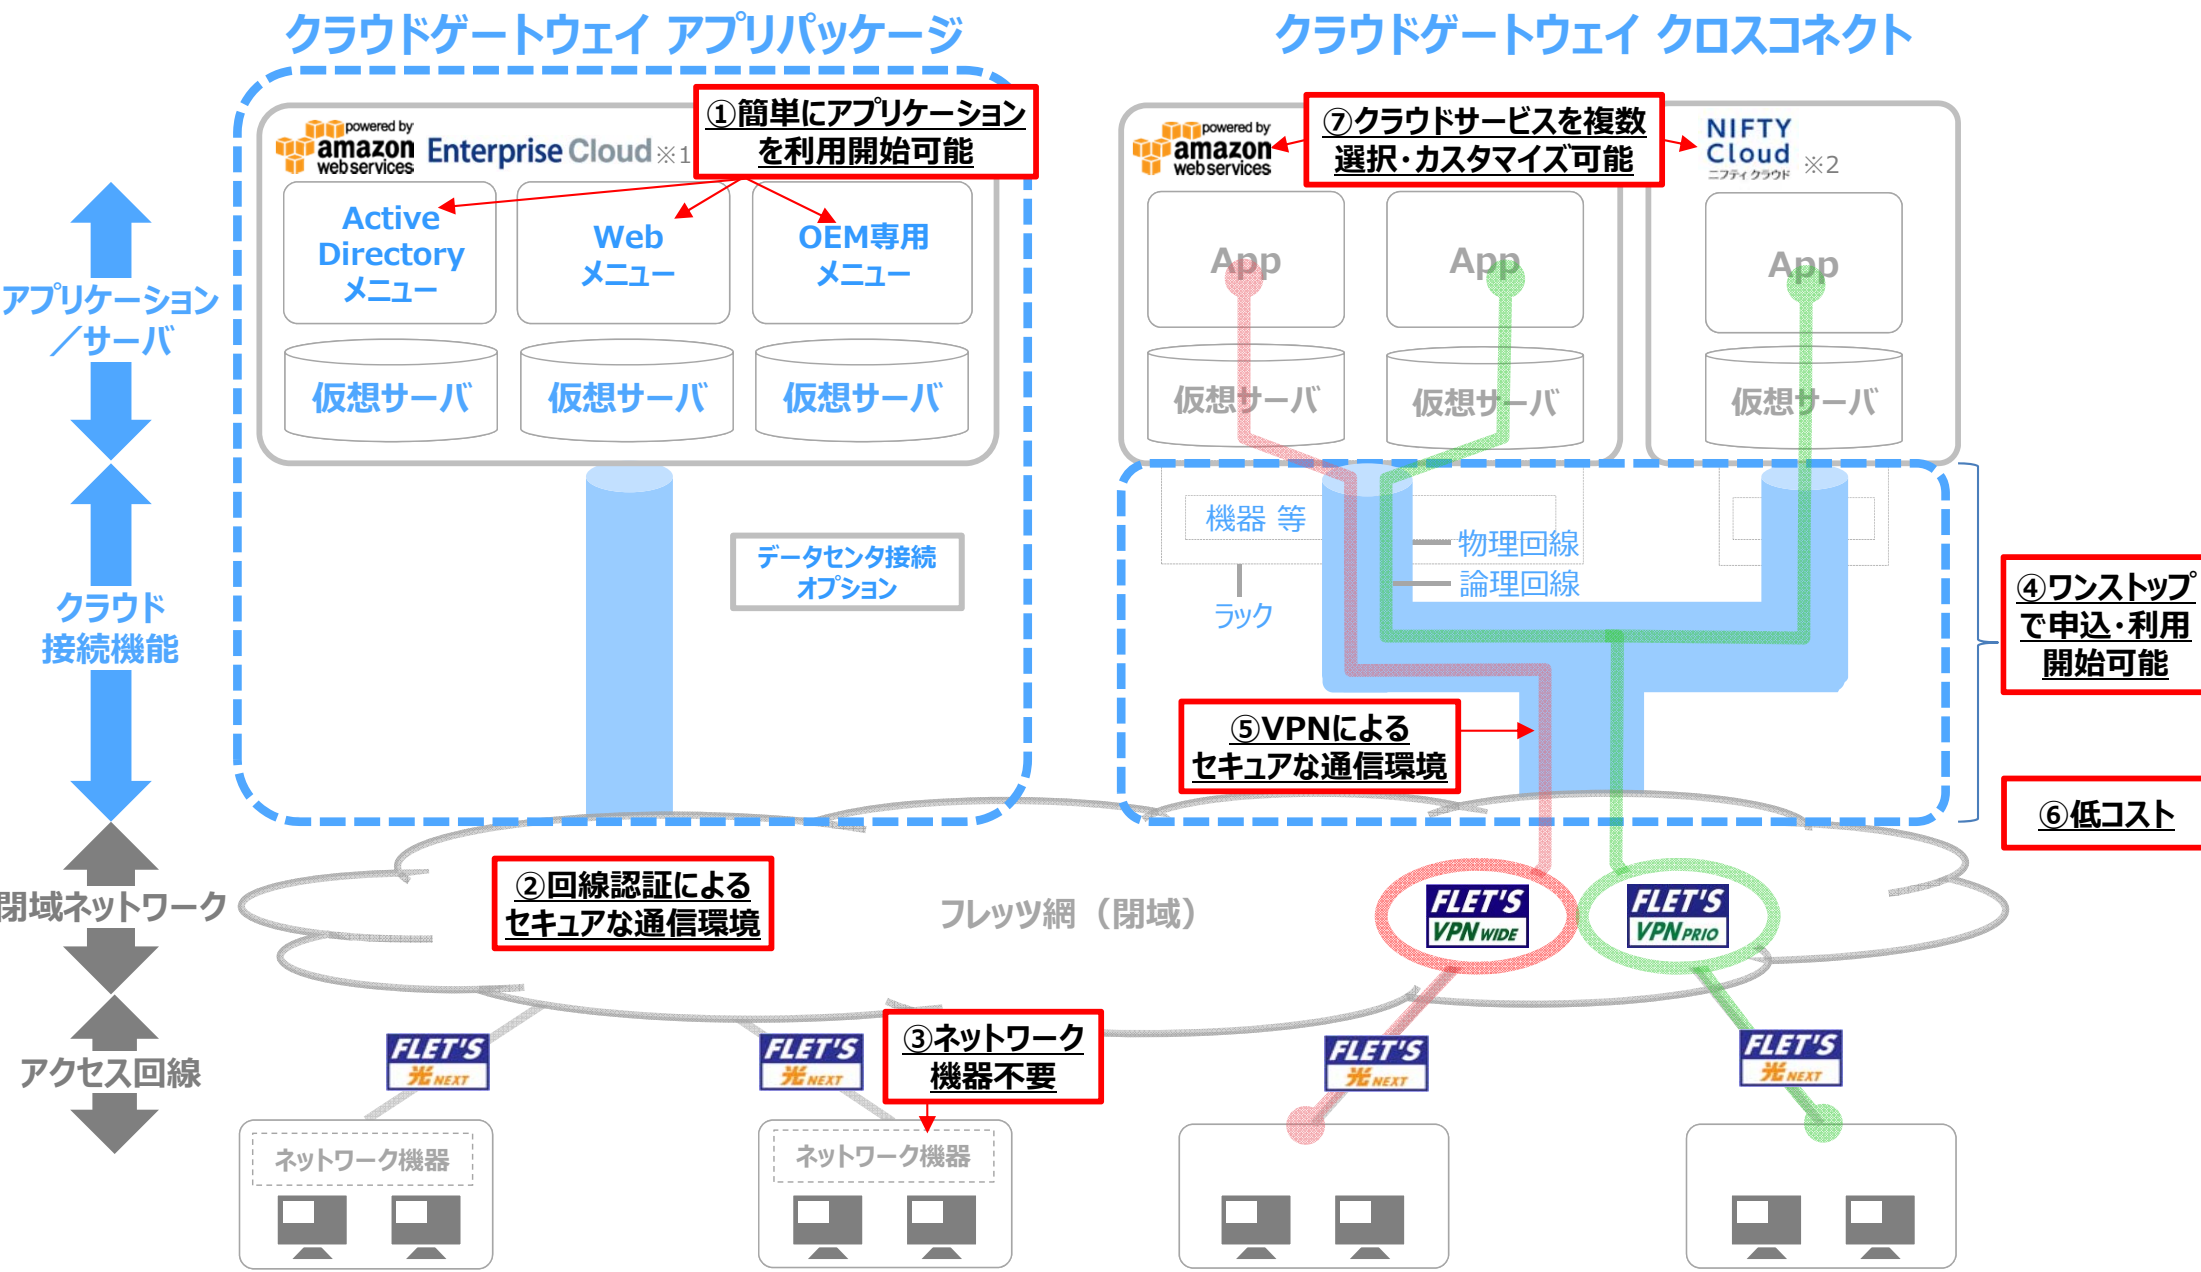 クラウドゲートウェイ アプリパッケージ
クラウドゲートウェイ クロスコネクト
powered by
amazon
web services
Enterprise Cloud ※1
①簡単にアプリケーション
を利用開始可能
Active
Directory
メニュー
Web
メニュー
OEM専用
メニュー
仮想サーバ
仮想サーバ
仮想サーバ
データセンタ接続
オプション
powered by
amazon
web services
⑦クラウドサービスを複数
選択・カスタマイズ可能
NIFTY
Cloud
ニフティクラウド
※2
App
App
App
仮想サーバ
仮想サーバ
仮想サーバ
機器 等
物理回線
論理回線
ラック
④ワンストップ
で申込・利用
開始可能
⑤VPNによる
セキュアな通信環境
⑥低コスト
アプリケーション
／サーバ
クラウド
接続機能
閉域ネットワーク
アクセス回線
②回線認証による
セキュアな通信環境
フレッツ網（閉域）
FLET'S
VPN WIDE
FLET'S
VPN PRIO
FLET'S
光 NEXT
FLET'S
光 NEXT
③ネットワーク
機器不要
FLET'S
光 NEXT
FLET'S
光 NEXT
ネットワーク機器
ネットワーク機器